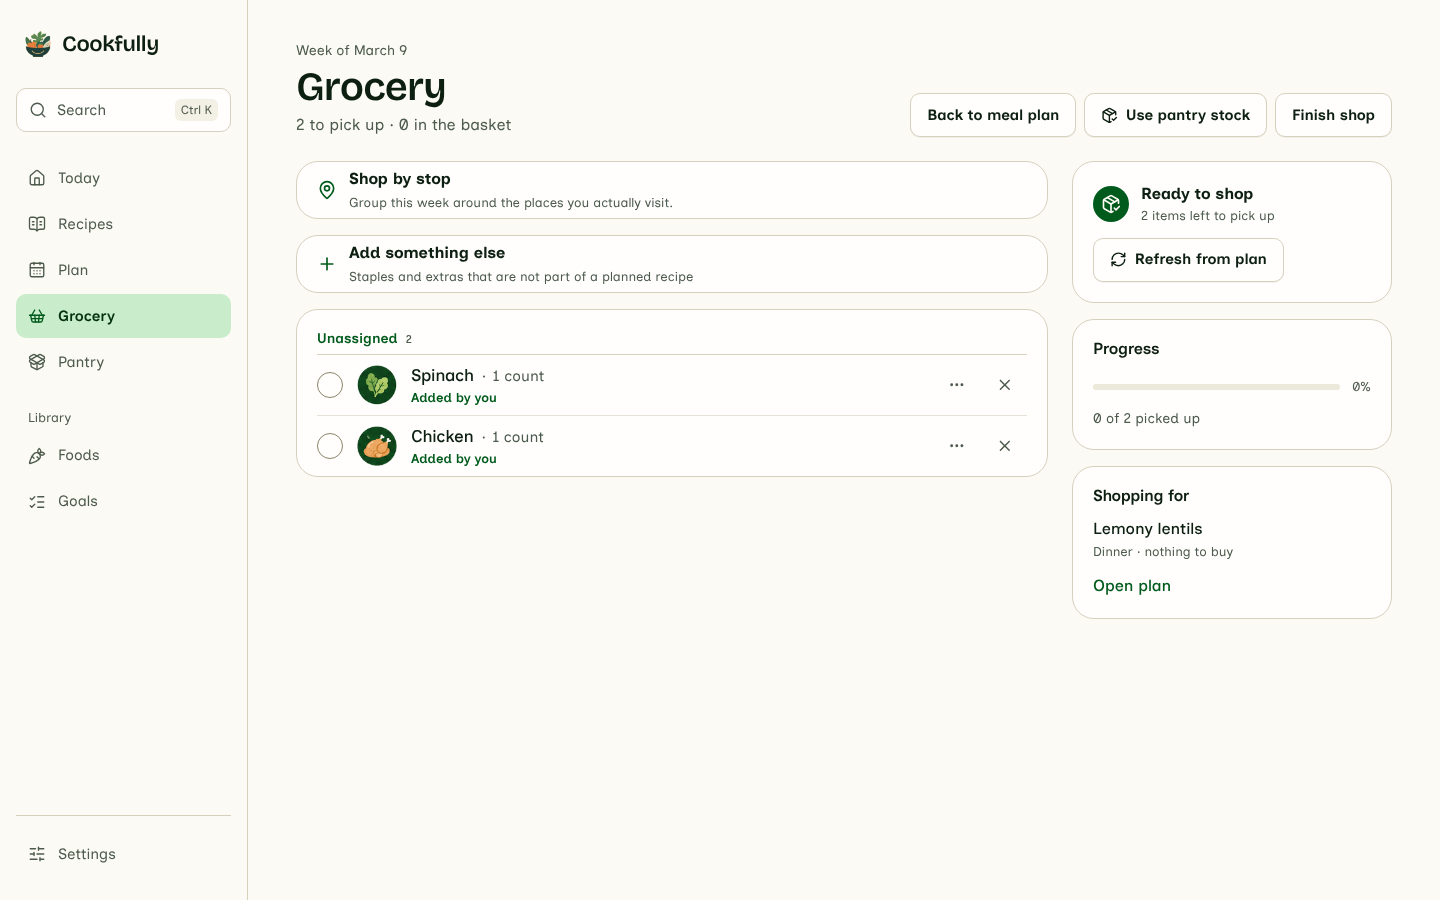 Cookfully
Search
Ctrl K
Today
Recipes
Plan
Grocery
Pantry
Library
Foods
Goals
Settings
Week of March 9
Grocery
2 to pick up · 0 in the basket
Back to meal plan
Use pantry stock
Finish shop
Shop by stop
Group this week around the places you actually visit.
Add something else
Staples and extras that are not part of a planned recipe
Unassigned 2
Spinach · 1 count
Added by you
Chicken · 1 count
Added by you
Ready to shop
2 items left to pick up
Refresh from plan
Progress
0%
0 of 2 picked up
Shopping for
Lemony lentils
Dinner · nothing to buy
Open plan